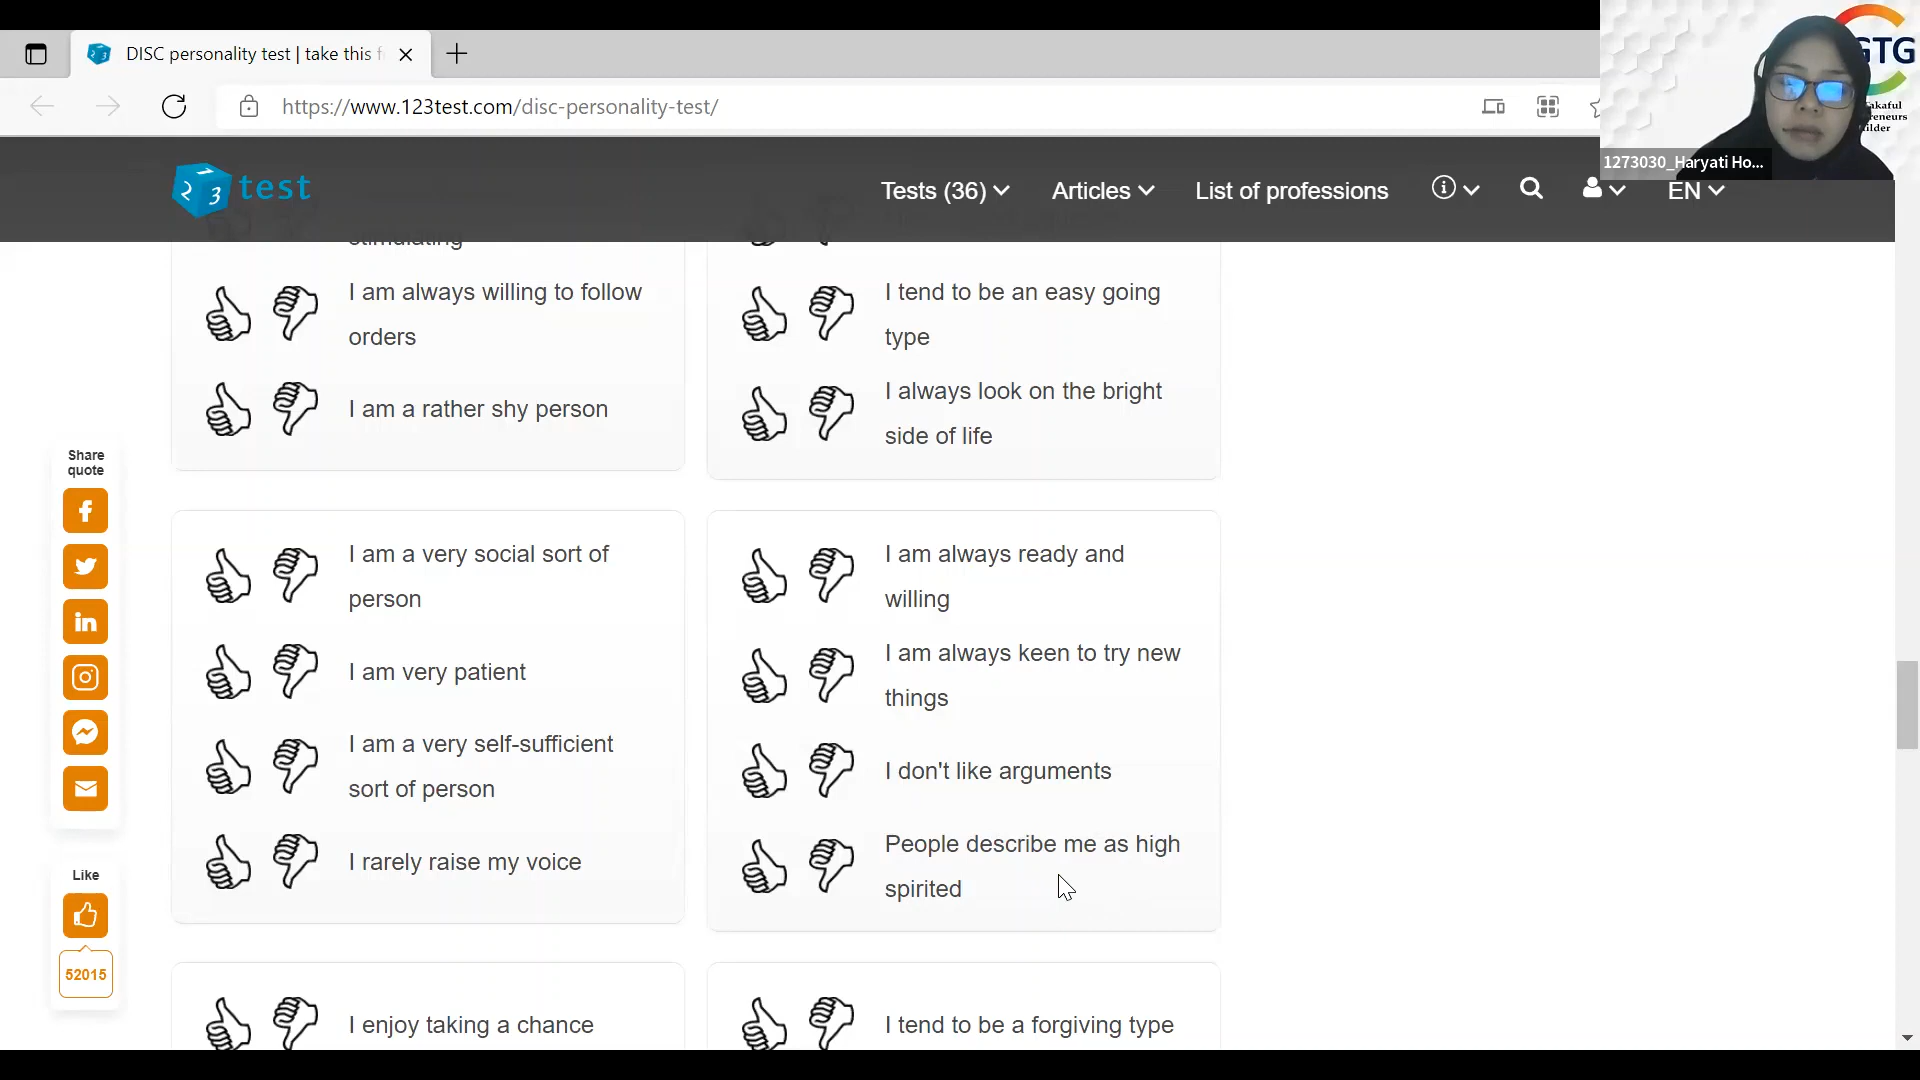 DISC personality test | take this f
https://www.123test.com/disc-personality-test/
GTG
Takaful
1273030_Haryati Ho...
123 test
Tests (36)
Articles
List of professions
EN
stimulating
I am always willing to follow
orders
I am a rather shy person
I tend to be an easy going
type
I always look on the bright
side of life
Share
quote
I am a very social sort of
person
I am very patient
I am a very self-sufficient
sort of person
I rarely raise my voice
I am always ready and
willing
I am always keen to try new
things
I don't like arguments
People describe me as high
spirited
Like
52015
I enjoy taking a chance
I tend to be a forgiving type